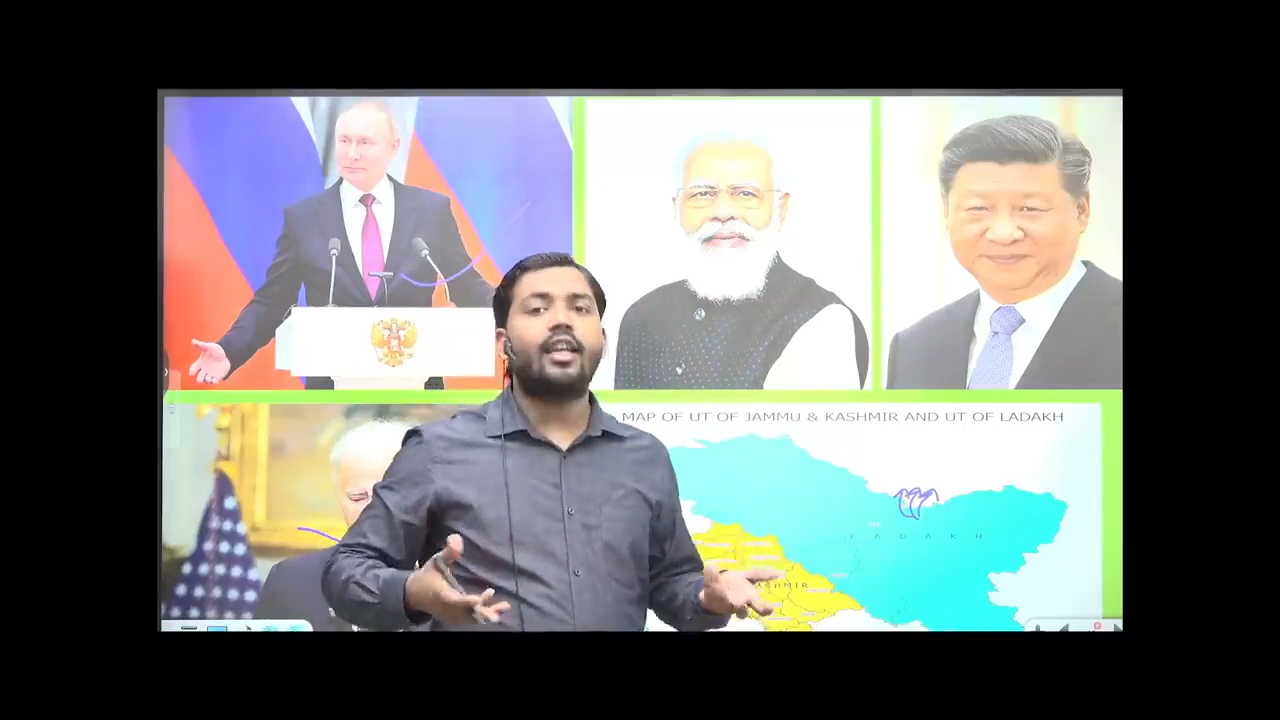 MAP OF UT OF JAMMU & KASHMIR AND UT OF LADAKH
L A D A K H